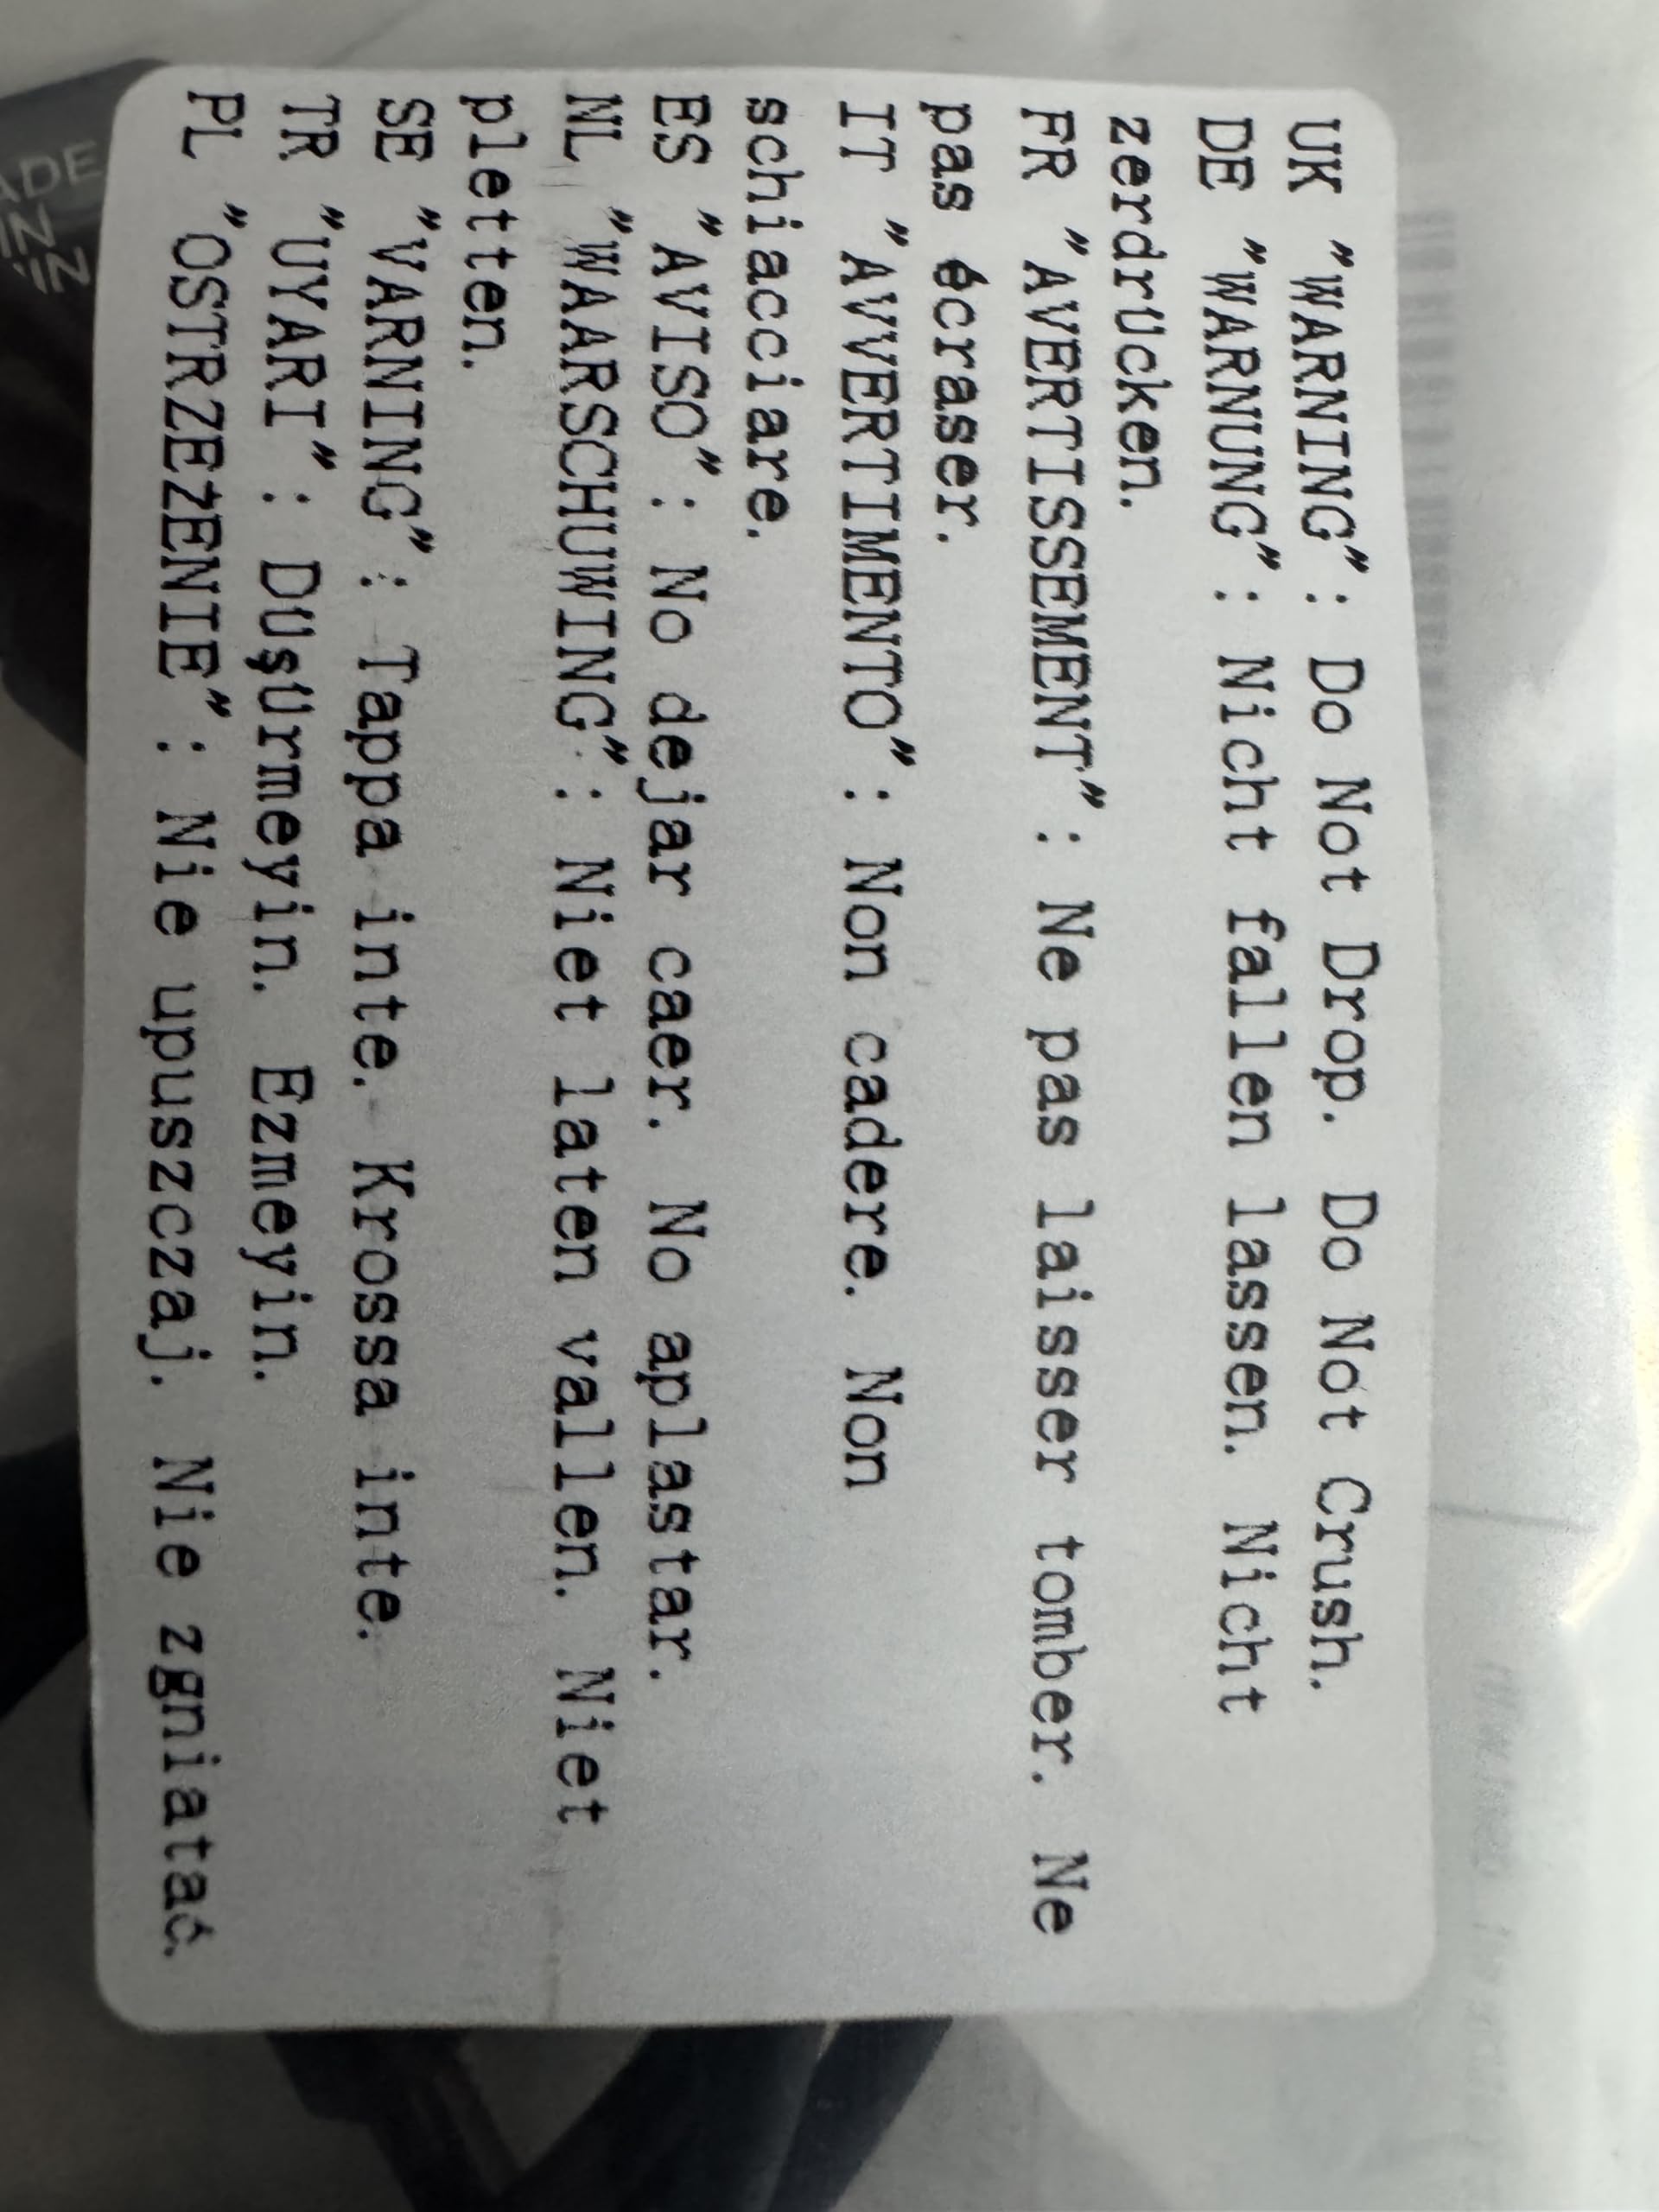 UK "WARNING": Do Not Drop. Do Not Crush.
DE "WARNUNG": Nicht fallen lassen. Nicht
zerdrücken.
FR "AVERTISSEMENT": Ne pas laisser tomber. Ne
pas écraser.
IT "AVVERTIMENTO": Non cadere. Non
schiacciare.
ES "AVISO": No dejar caer. No aplastar.
NL "WAARSCHUWING": Niet laten vallen. Niet
pletten.
SE "VARNING": Tappa inte. Krossa inte.
TR "UYARI": Duşürmeyin. Ezmeyin.
PL "OSTRZEŻENIE": Nie upuszczaj. Nie zgniatać.
ADE
IN